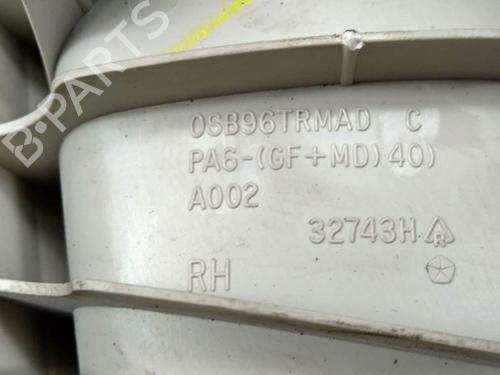 B-PARTS
0SB96TRMAD C
PA6-(GF+MD)40)
A002
32743H R
RH